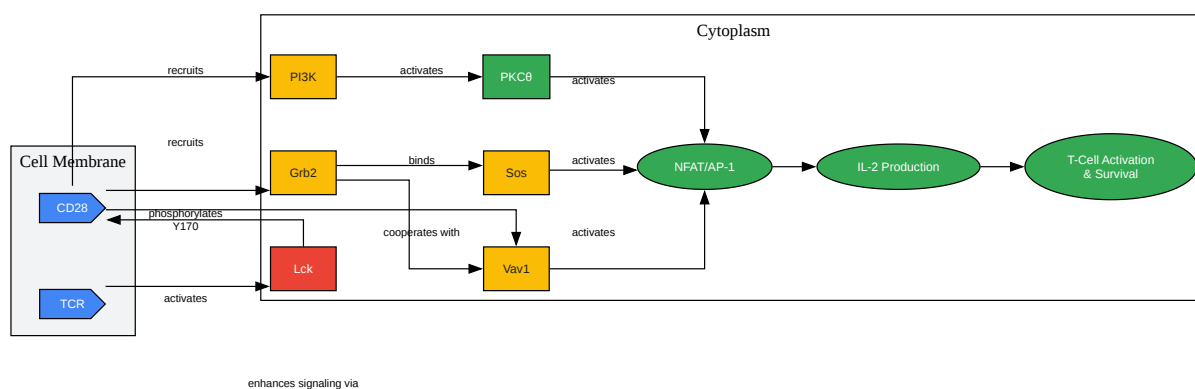 Cytoplasm
recruits
PI3K
activates
PKCθ
activates
recruits
Cell Membrane
Grb2
binds
Sos
activates
NFAT/AP-1
IL-2 Production
T-Cell Activation
& Survival
CD28
phosphorylates
Y170
cooperates with
activates
Lck
Vav1
TCR
activates
enhances signaling via